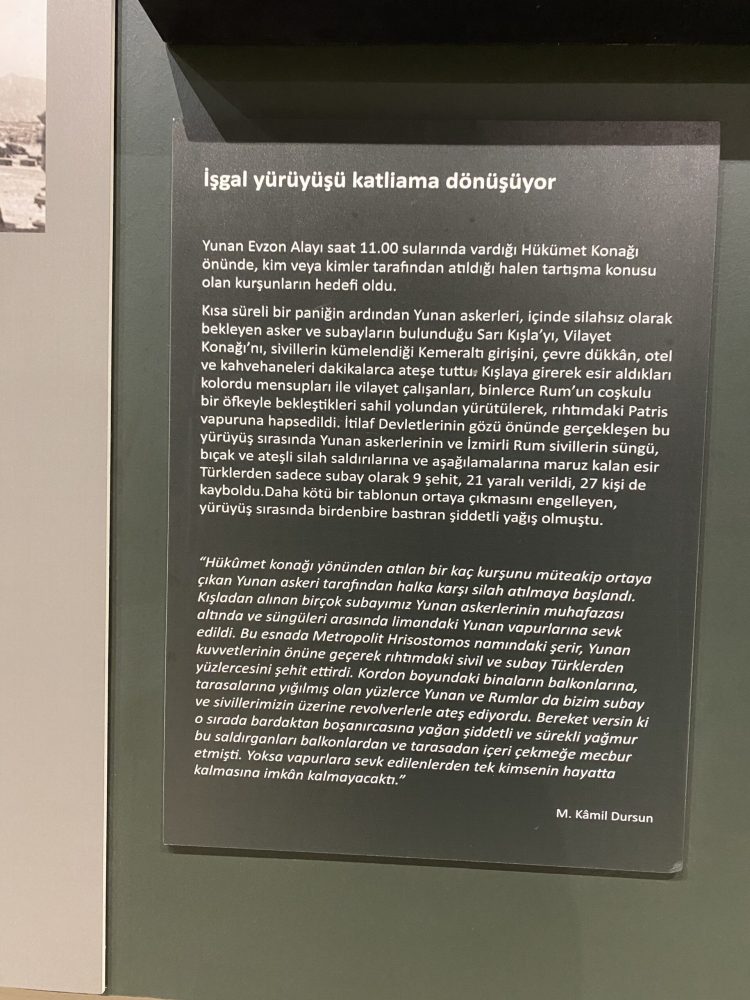 İşgal yürüyüşü katliama dönüşüyor
Yunan Evzon Alayı saat 11.00 sularında vardığı Hükümet Konağı
önünde, kim veya kimler tarafından atıldığı halen tartışma konusu
olan kurşunların hedefi oldu.
Kısa süreli bir paniğin ardından Yunan askerleri, içinde silahsız olarak
bekleyen asker ve subayların bulunduğu Sarı Kışla’yı, Vilayet
Konağı’nı, sivillerin kümelendiği Kemeraltı girişini, çevre dükkân, otel
ve kahvehaneleri dakikalarca ateşe tuttu. Kışlaya girerek esir aldıkları
kolordu mensupları ile vilayet çalışanları, binlerce Rum’un coşkulu
bir öfkeyle bekleştikleri sahil yolundan yürütülerek, rıhtımdaki Patris
vapuruna hapsedildi. İtilaf Devletlerinin gözü önünde gerçekleşen bu
yürüyüş sırasında Yunan askerlerinin ve İzmirli Rum sivillerin süngü,
bıçak ve ateşli silah saldırılarına ve aşağılamalarına maruz kalan esir
Türklerden sadece subay olarak 9 şehit, 21 yaralı verildi, 27 kişi de
kayboldu.Daha kötü bir tablonun ortaya çıkmasını engelleyen,
yürüyüş sırasında birdenbire bastıran şiddetli yağış olmuştu.
“Hükûmet konağı yönünden atılan bir kaç kurşunu müteakip ortaya
çıkan Yunan askeri tarafından halka karşı silah atılmaya başlandı.
Kışladan alınan birçok subayımız Yunan askerlerinin muhafazası
altında ve süngüleri arasında limandaki Yunan vapurlarına sevk
edildi. Bu esnada Metropolit Hrisostomos namındaki şerir, Yunan
kuvvetlerinin önüne geçerek rıhtımdaki sivil ve subay Türklerden
yüzlercesini şehit ettirdi. Kordon boyundaki binaların balkonlarına,
tarasalarına yığılmış olan yüzlerce Yunan ve Rumlar da bizim subay
ve sivillerimizin üzerine revolverlerle ateş ediyordu. Bereket versin ki
o sırada bardaktan boşanırcasına yağan şiddetli ve sürekli yağmur
bu saldırganları balkonlardan ve tarasadan içeri çekmeğe mecbur
etmişti. Yoksa vapurlara sevk edilenlerden tek kimsenin hayatta
kalmasına imkân kalmayacaktı.”
M. Kâmil Dursun